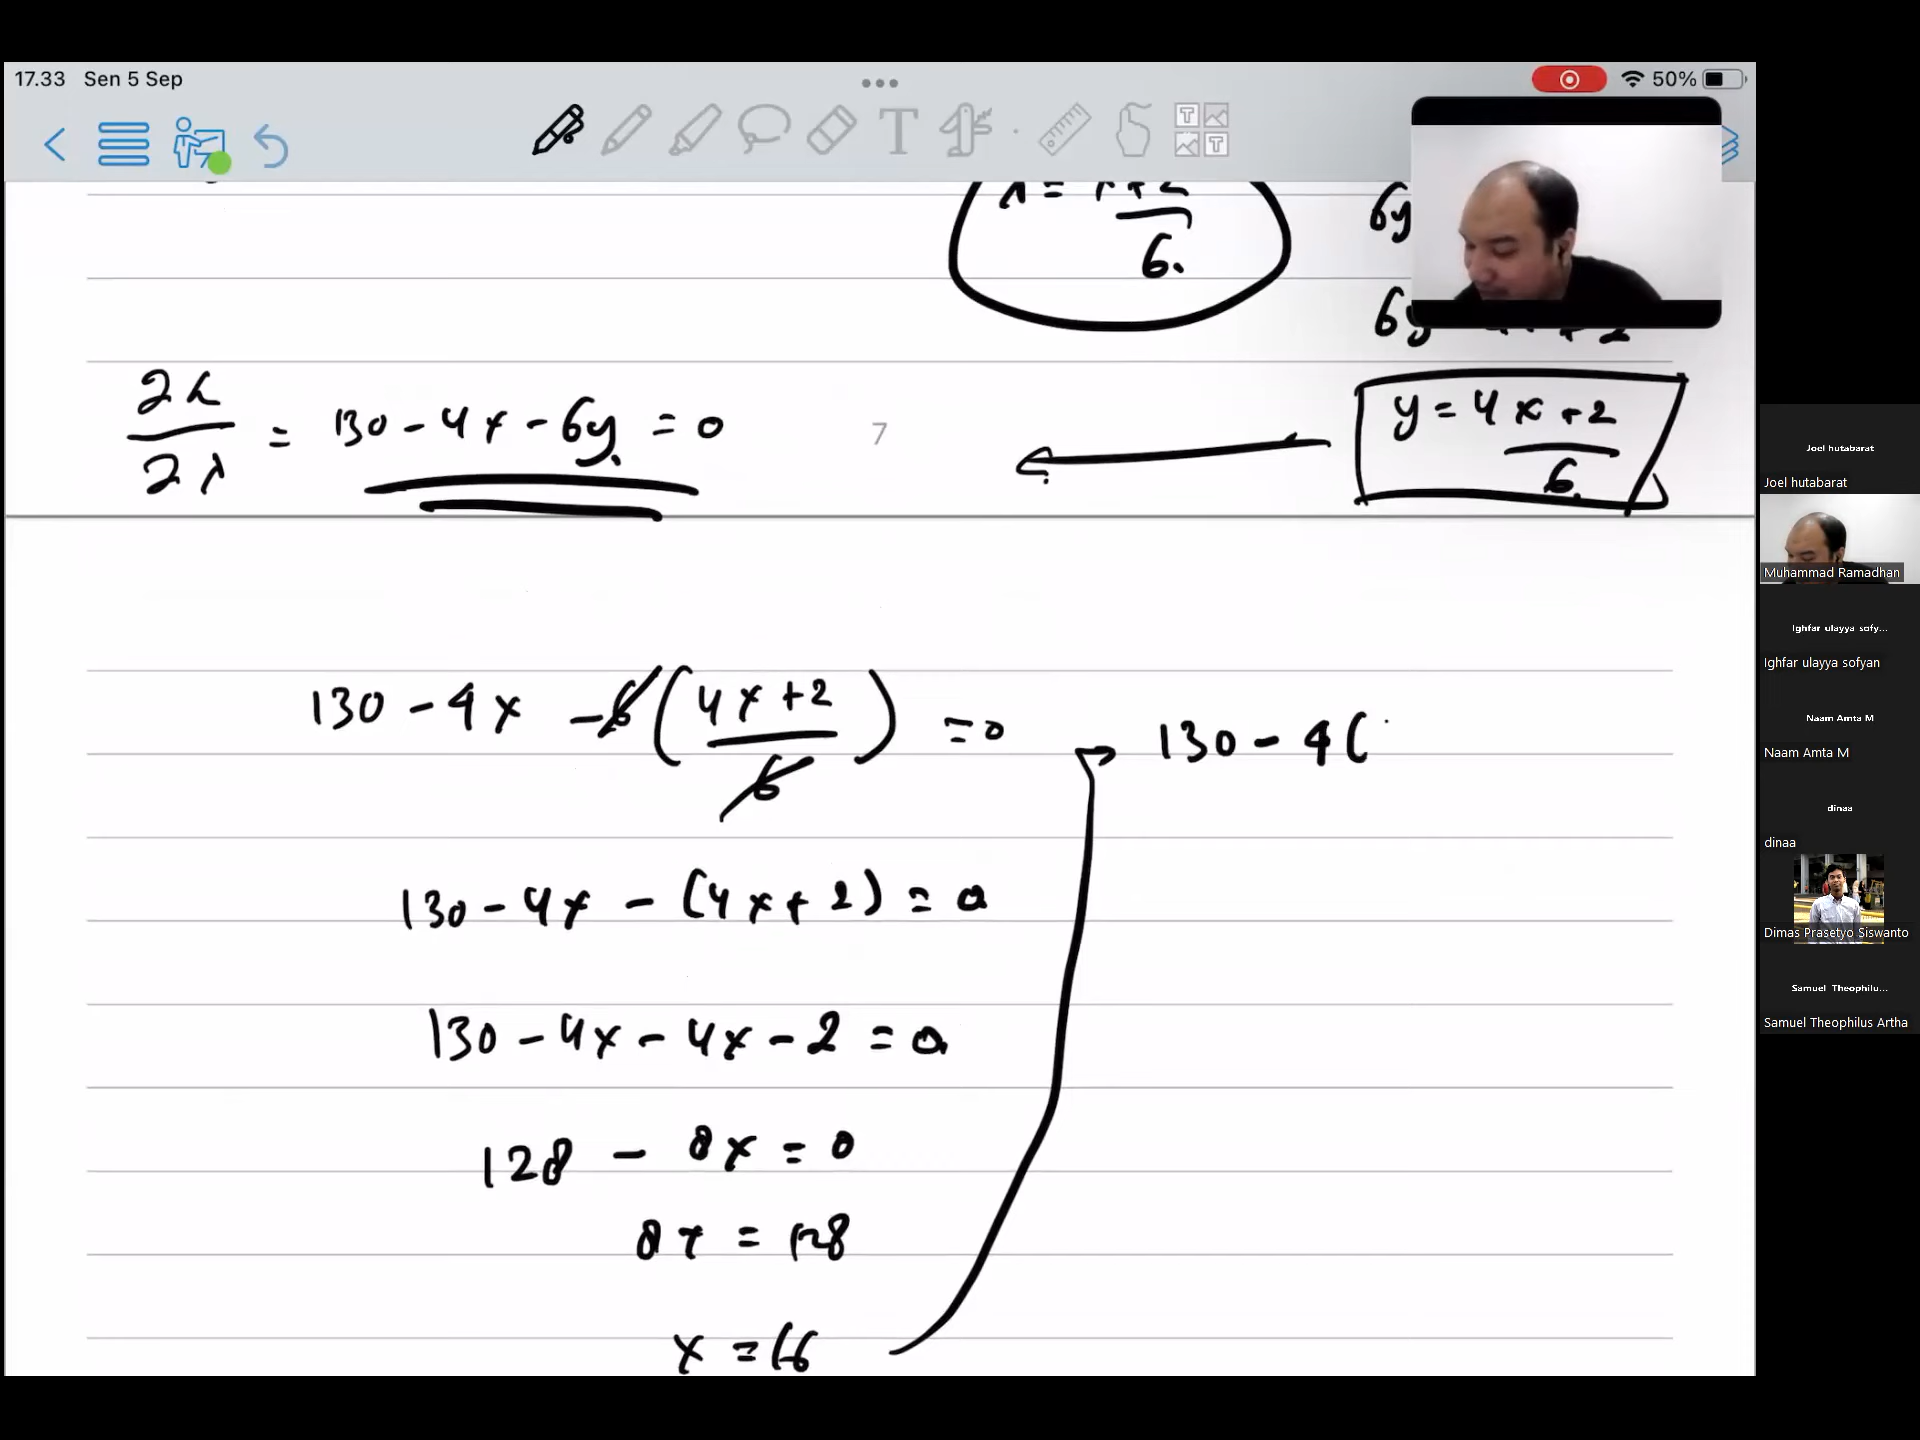 17.33 Sen 5 Sep
50%
6.
6y
6y
y = 4x+2
6
2L
2λ
= 130 - 4x - 6y = 0
7
130 - 4x - 6 ( 4x+2 ) = 0
6
130 - 4x - (4x+2) = 0
130 - 4x - 4x - 2 = 0
128 - 8x = 0
8x = 128
x = 16
130 - 4(
Joel hutabarat
Joel hutabarat
Muhammad Ramadhan
Ighfar ulayya sofy...
Ighfar ulayya sofyan
Naam Amta M
Naam Amta M
dinaa
dinaa
Dimas Prasetyo Siswanto
Samuel Theophilu...
Samuel Theophilus Artha